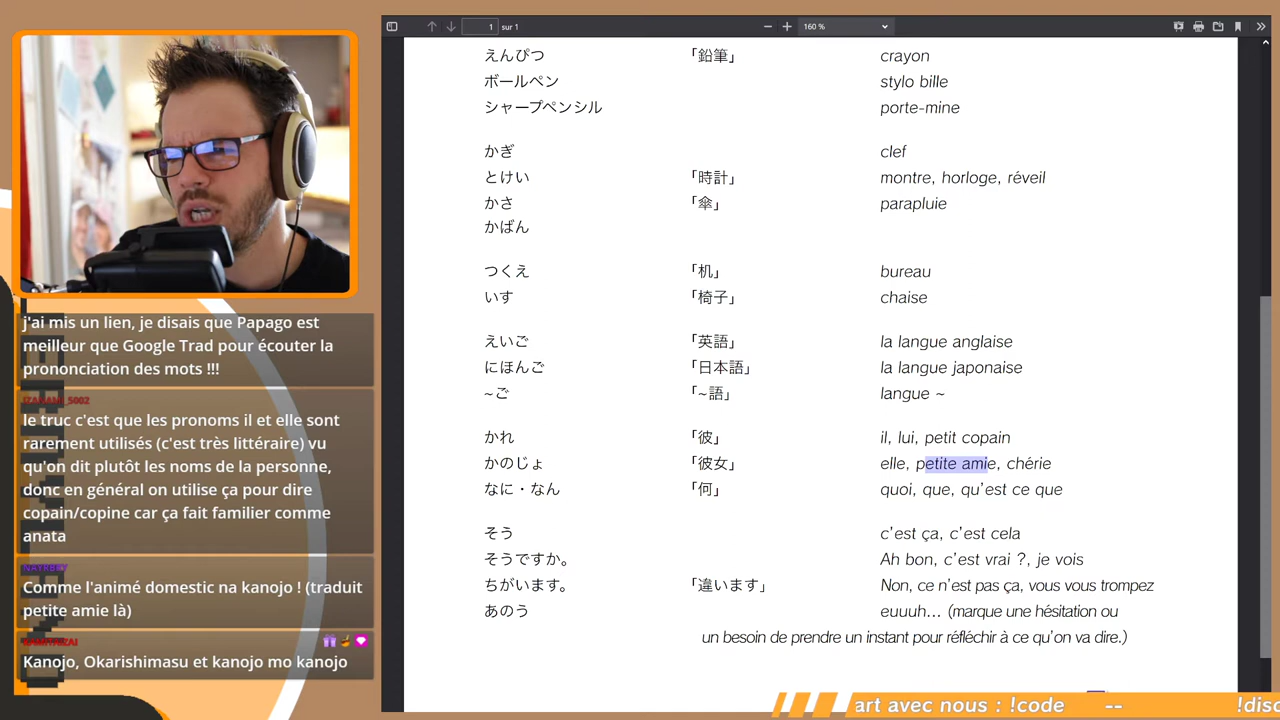 1 sur 1
160 %
j'ai mis un lien, je disais que Papago est
meilleur que Google Trad pour écouter la
prononciation des mots !!!
le truc c'est que les pronoms il et elle sont
rarement utilisés (c'est très littéraire) vu
qu'on dit plutôt les noms de la personne,
donc en général on utilise ça pour dire
copain/copine car ça fait familier comme
anata
Comme l'animé domestic na kanojo ! (traduit
petite amie là)
Kanojo, Okarishimasu et kanojo mo kanojo
えんぴつ 「鉛筆」 crayon
ボールペン stylo bille
シャープペンシル porte-mine
かぎ clef
とけい 「時計」 montre, horloge, réveil
かさ 「傘」 parapluie
かばん
つくえ 「机」 bureau
いす 「椅子」 chaise
えいご 「英語」 la langue anglaise
にほんご 「日本語」 la langue japonaise
~ご 「~語」 langue ~
かれ 「彼」 il, lui, petit copain
かのじょ 「彼女」 elle, petite amie, chérie
なに・なん 「何」 quoi, que, qu'est ce que
そう c'est ça, c'est cela
そうですか。 Ah bon, c'est vrai ?, je vois
ちがいます。 「違います」 Non, ce n'est pas ça, vous vous trompez
あのう euuuh… (marque une hésitation ou
un besoin de prendre un instant pour réfléchir à ce qu'on va dire.)
art avec nous : !code -- !disc